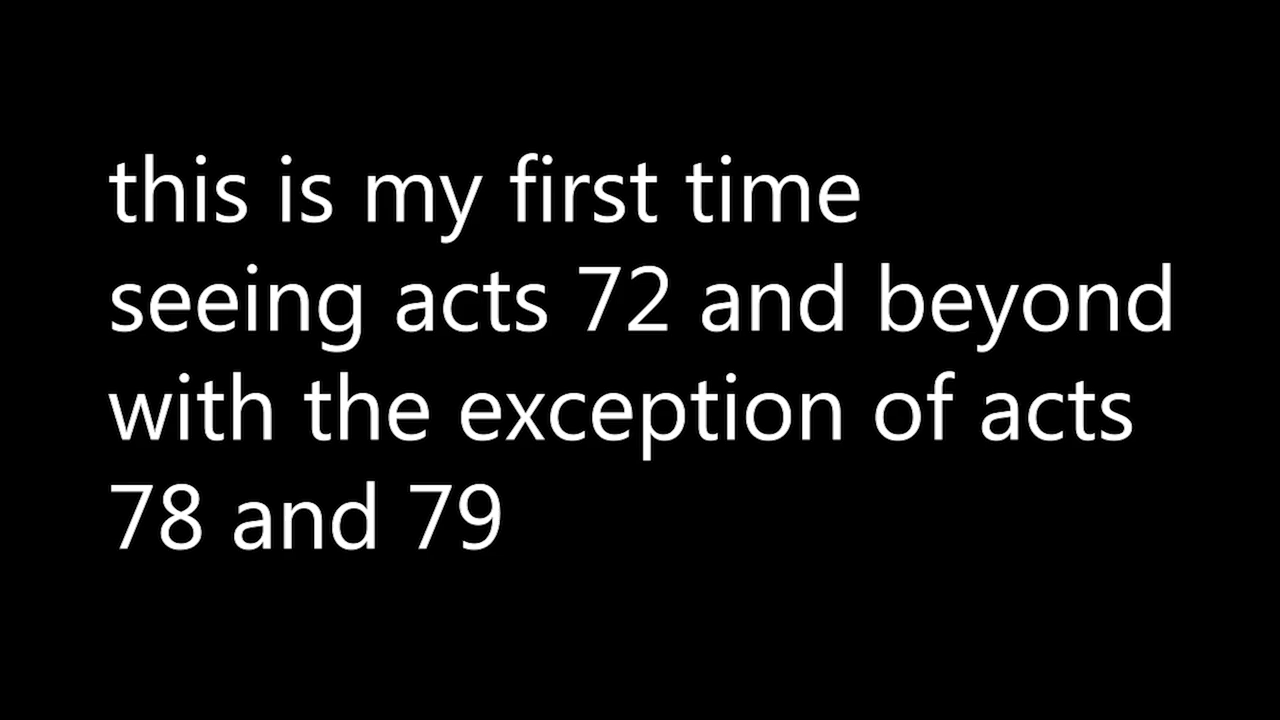 this is my first time
seeing acts 72 and beyond
with the exception of acts
78 and 79